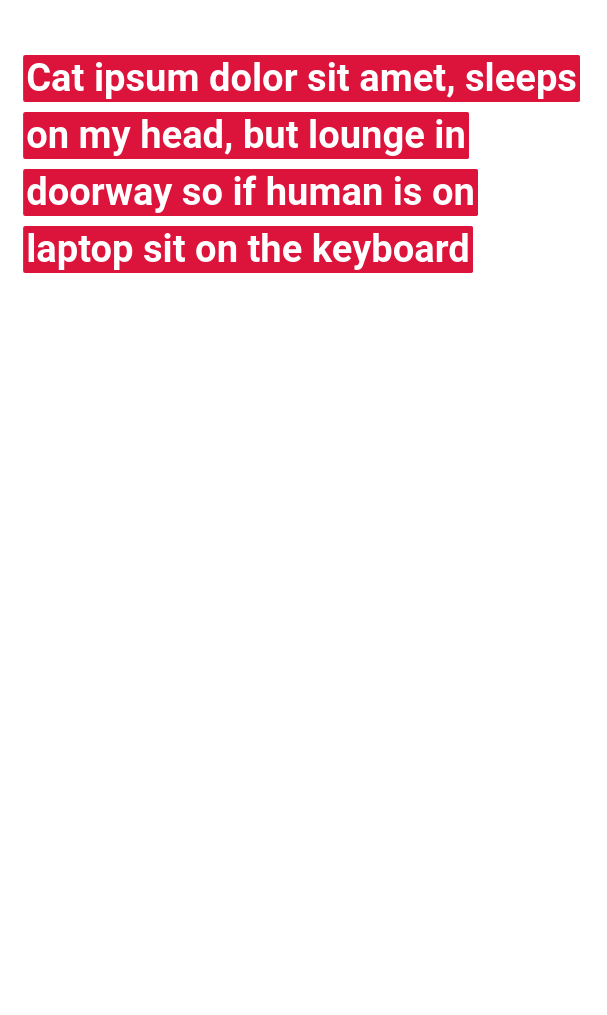 Cat ipsum dolor sit amet, sleeps
on my head, but lounge in
doorway so if human is on
laptop sit on the keyboard